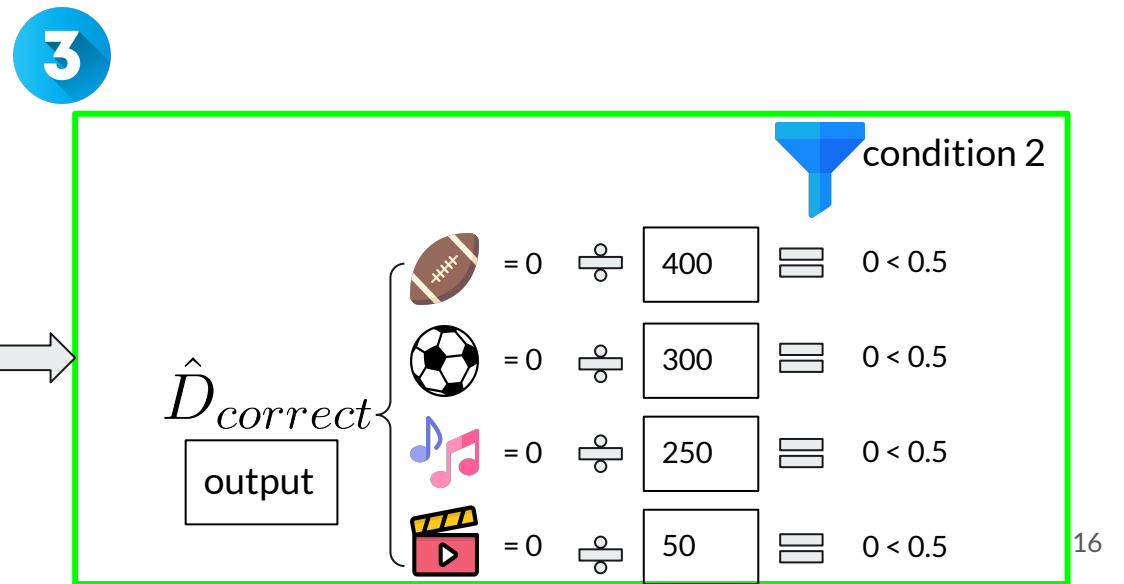 3
condition 2
= 0 ÷ 400 = 0 < 0.5
= 0 ÷ 300 = 0 < 0.5
D̂correct
= 0 ÷ 250 = 0 < 0.5
output
= 0 ÷ 50 = 0 < 0.5
16